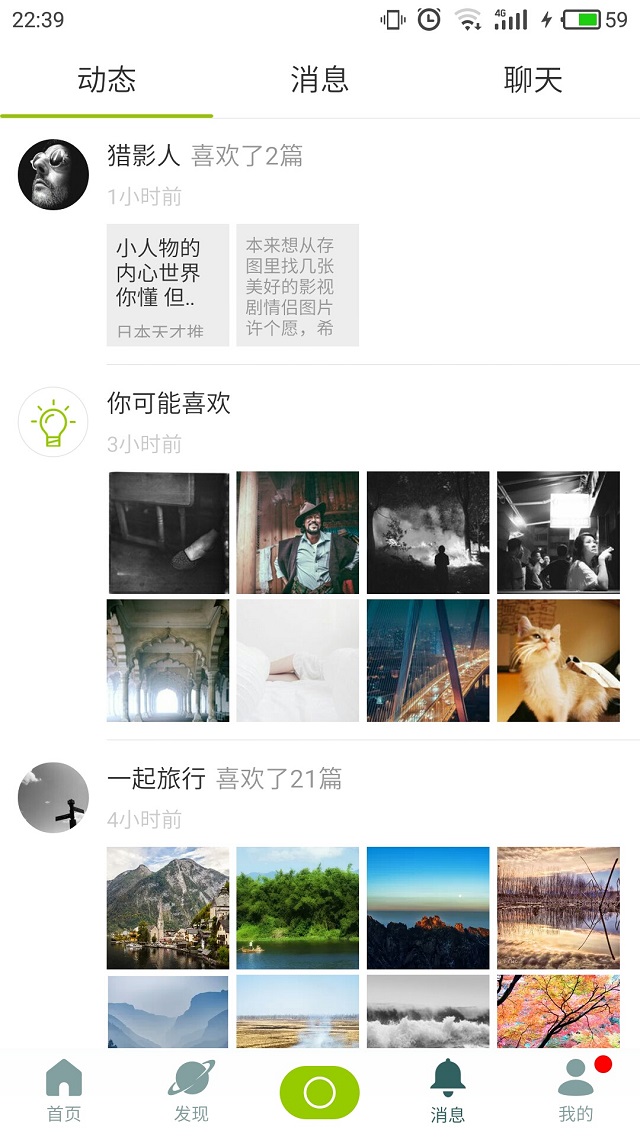 22:39 4G 59
动态 消息 聊天
猎影人 喜欢了2篇
1小时前
小人物的
内心世界
你懂 但..
日本天才推
本来想从存
图里找几张
美好的影视
剧情侣图片
许个愿，希
你可能喜欢
3小时前
一起旅行 喜欢了21篇
4小时前
首页 发现 消息 我的